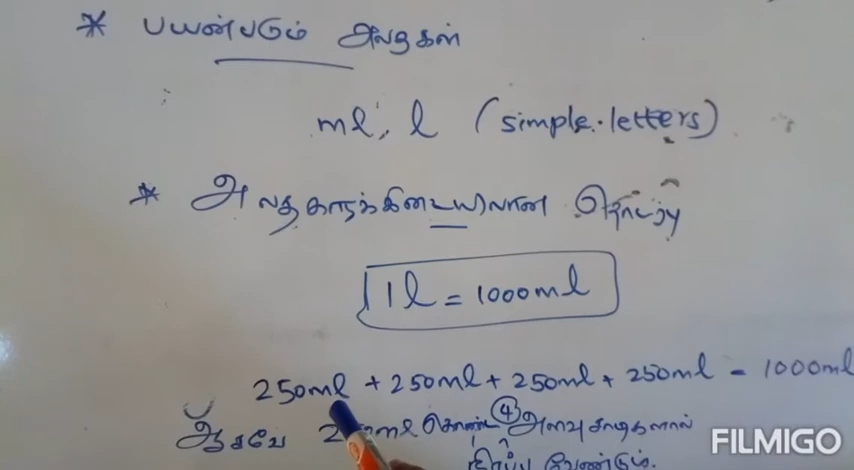 * பயன்படும் அலகுகள்
ml, l (simple letters)
* அலகுகளுக்கிடையிலான தொடர்பு
1l = 1000ml
250ml + 250ml + 250ml + 250ml = 1000ml
ஆகவே 250ml கொண்ட 4 அளவு சாடிகளால்
நிரப்ப வேண்டும்.
FILMIGO